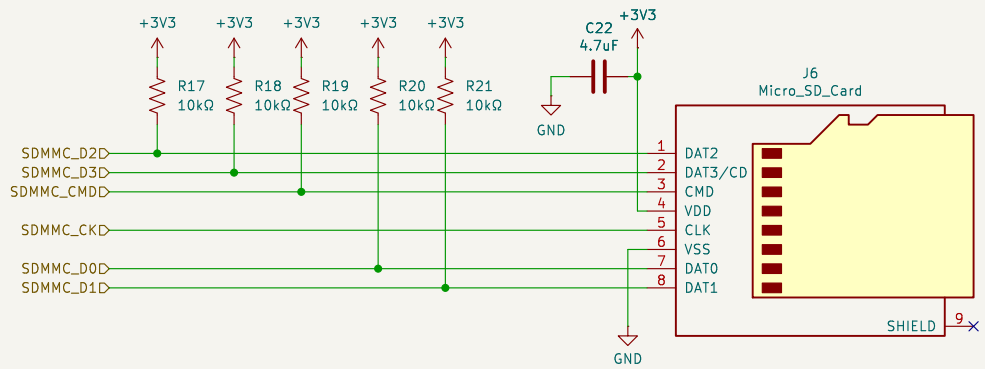 +3V3 +3V3 +3V3 +3V3 +3V3 +3V3
C22
4.7uF
R17 R18 R19 R20 R21
10kΩ 10kΩ 10kΩ 10kΩ 10kΩ
GND
J6
Micro_SD_Card
SDMMC_D2 1 DAT2
SDMMC_D3 2 DAT3/CD
SDMMC_CMD 3 CMD
4 VDD
SDMMC_CK 5 CLK
6 VSS
SDMMC_D0 7 DAT0
SDMMC_D1 8 DAT1
SHIELD 9
GND